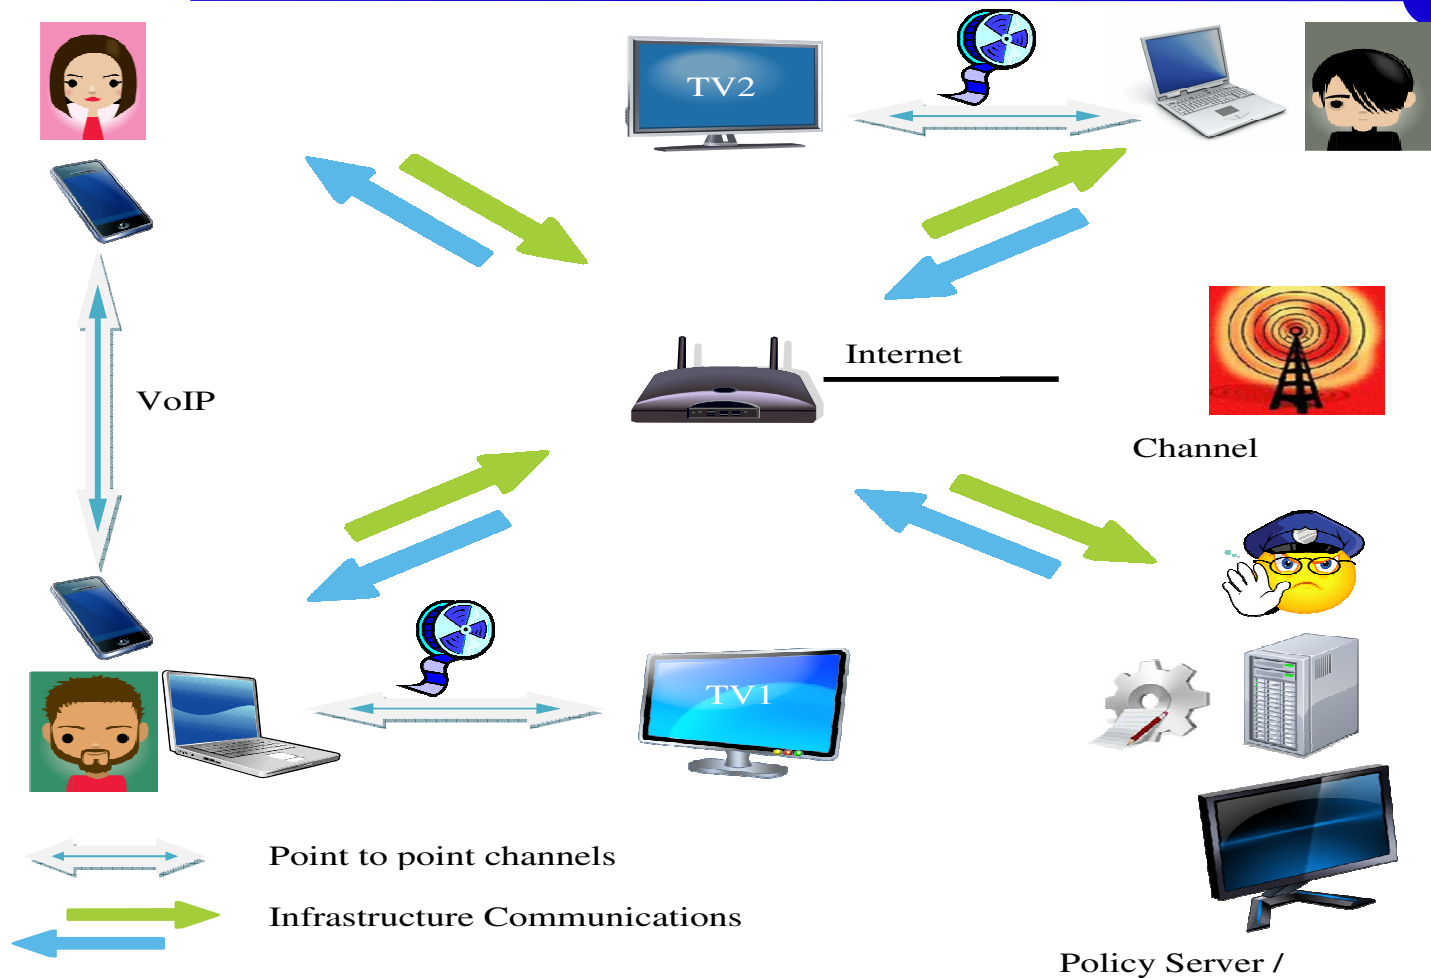 TV2
Internet
VoIP
Channel
TV1
Point to point channels
Infrastructure Communications
Policy Server /